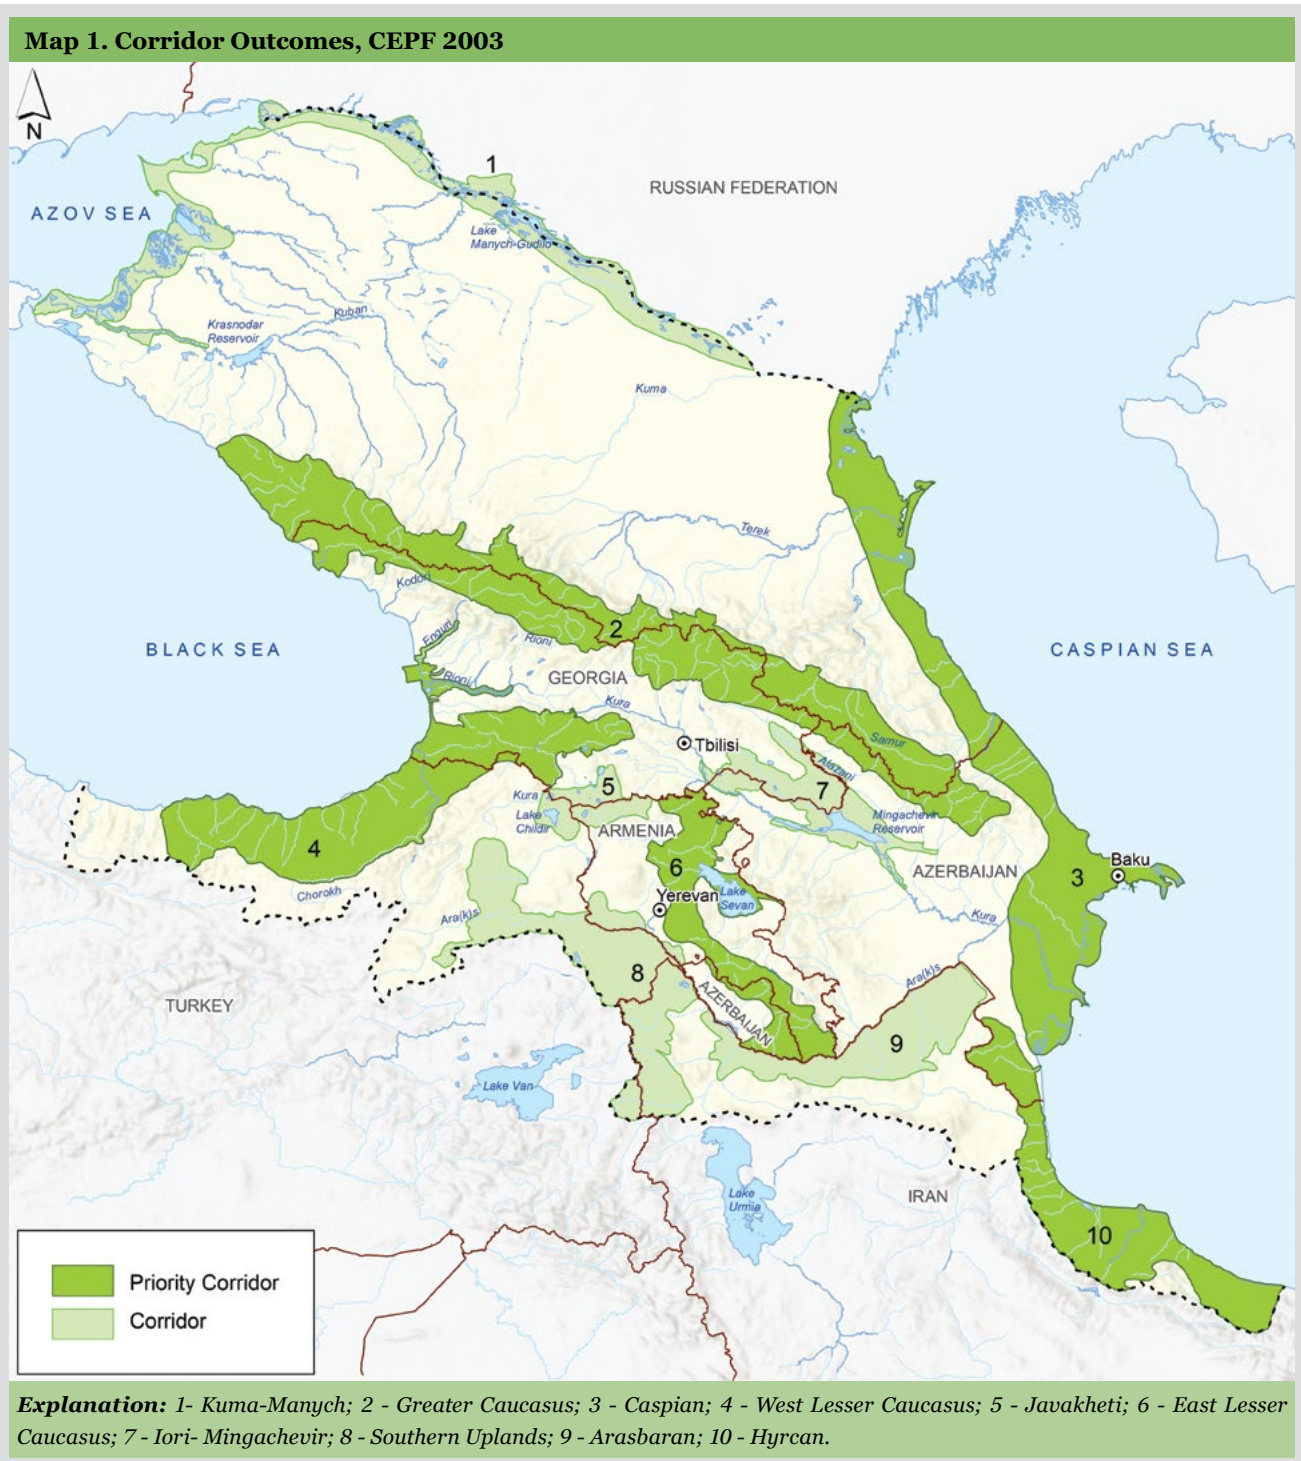 Map 1. Corridor Outcomes, CEPF 2003
N
1
RUSSIAN FEDERATION
AZOV SEA
Lake
Manych-Gudilo
Kuban
Krasnodar
Reservoir
Kuma
Terek
Kodori
2
Enguri
Rioni
BLACK SEA
CASPIAN SEA
GEORGIA
Rioni
Kura
Tbilisi
Samur
Alazani
5
7
Kura
Lake
Childir
ARMENIA
Mingachevir
Reservoir
4
6
AZERBAIJAN
Baku
3
Chorokh
Yerevan
Lake
Sevan
Ara(k)s
Kura
8
Ara(k)s
AZERBAIJAN
TURKEY
9
Lake Van
Lake
Urmia
IRAN
10
Priority Corridor
Corridor
Explanation: 1- Kuma-Manych; 2 - Greater Caucasus; 3 - Caspian; 4 - West Lesser Caucasus; 5 - Javakheti; 6 - East Lesser
Caucasus; 7 - Iori- Mingachevir; 8 - Southern Uplands; 9 - Arasbaran; 10 - Hyrcan.